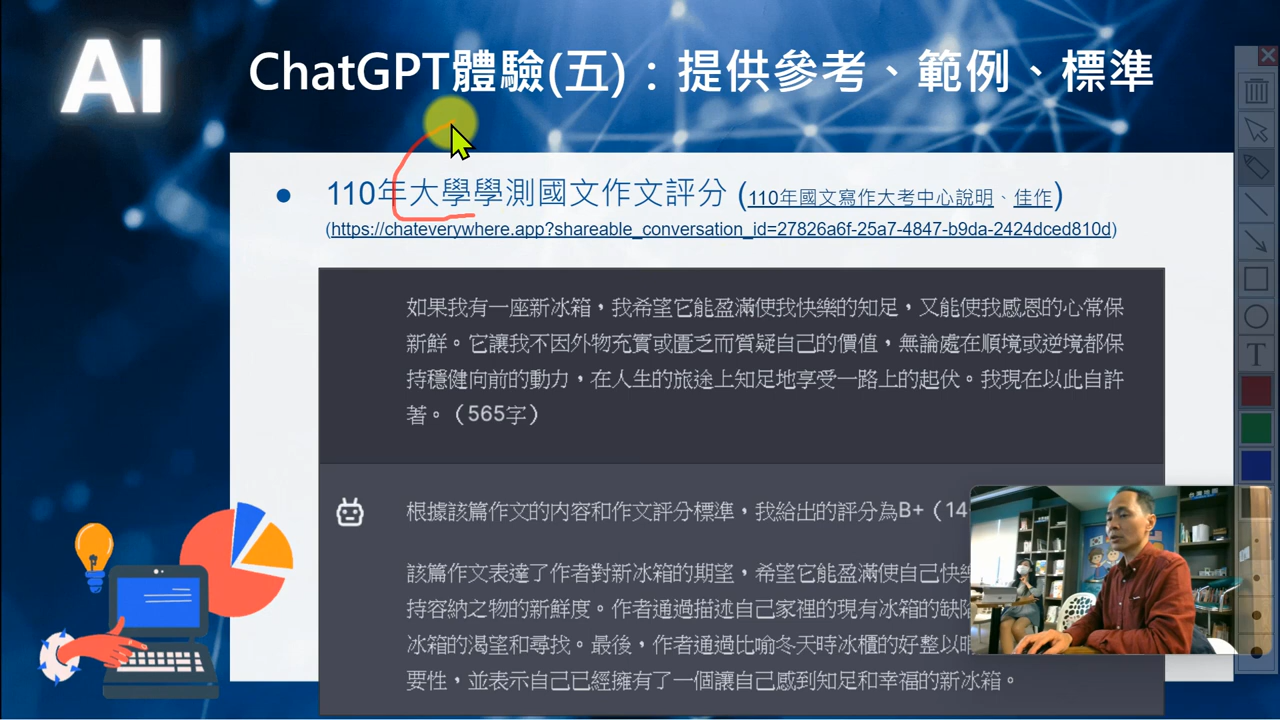 AI
ChatGPT體驗(五)：提供參考、範例、標準
110年大學學測國文作文評分 (110年國文寫作大考中心說明、佳作)
(https://chateverywhere.app?shareable_conversation_id=27826a6f-25a7-4847-b9da-2424dced810d)
如果我有一座新冰箱，我希望它能盈滿使我快樂的知足，又能使我感恩的心常保
新鮮。它讓我不因外物充實或匱乏而質疑自己的價值，無論處在順境或逆境都保
持穩健向前的動力，在人生的旅途上知足地享受一路上的起伏。我現在以此自許
著。（565字）
根據該篇作文的內容和作文評分標準，我給出的評分為B+（14
該篇作文表達了作者對新冰箱的期望，希望它能盈滿使自己快樂
持容納之物的新鮮度。作者通過描述自己家裡的現有冰箱的缺陷
冰箱的渴望和尋找。最後，作者通過比喻冬天時冰櫃的好整以暇
要性，並表示自己已經擁有了一個讓自己感到知足和幸福的新冰箱。
T